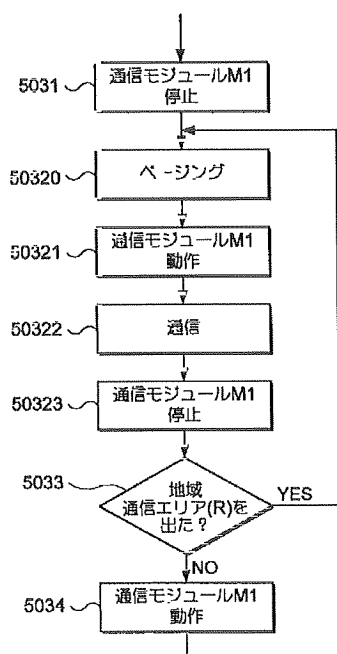 5031
通信モジュールM1
停止
50320
ページング
50321
通信モジュールM1
動作
50322
通信
50323
通信モジュールM1
停止
5033
地域
通信エリア(R)を
出た？
YES
NO
5034
通信モジュールM1
動作